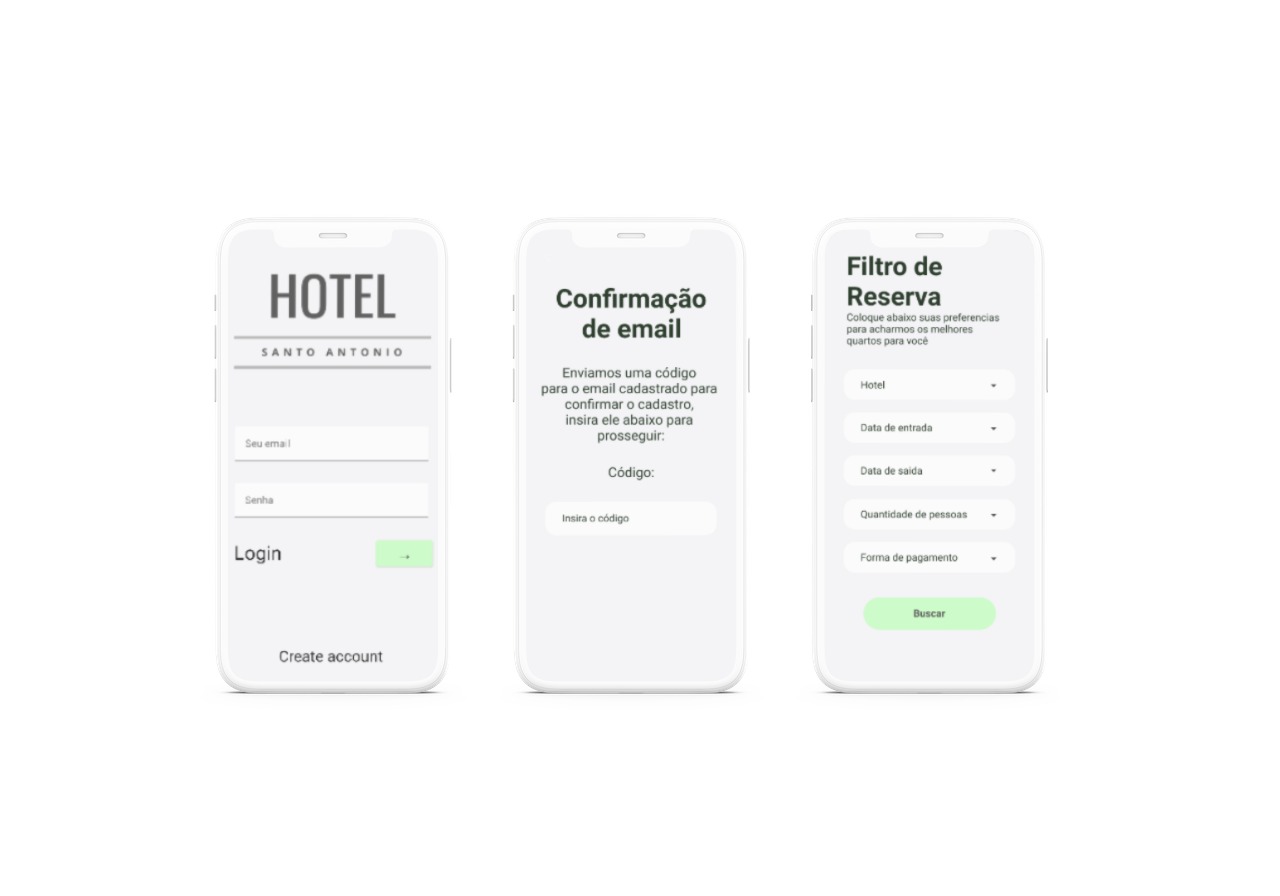 HOTEL
SANTO ANTONIO
Seu email
Senha
Login
→
Create account
Confirmação
de email
Enviamos uma código
para o email cadastrado para
confirmar o cadastro,
insira ele abaixo para
prosseguir:
Código:
Insira o código
Filtro de
Reserva
Coloque abaixo suas preferencias
para acharmos os melhores
quartos para você
Hotel
Data de entrada
Data de saida
Quantidade de pessoas
Forma de pagamento
Buscar